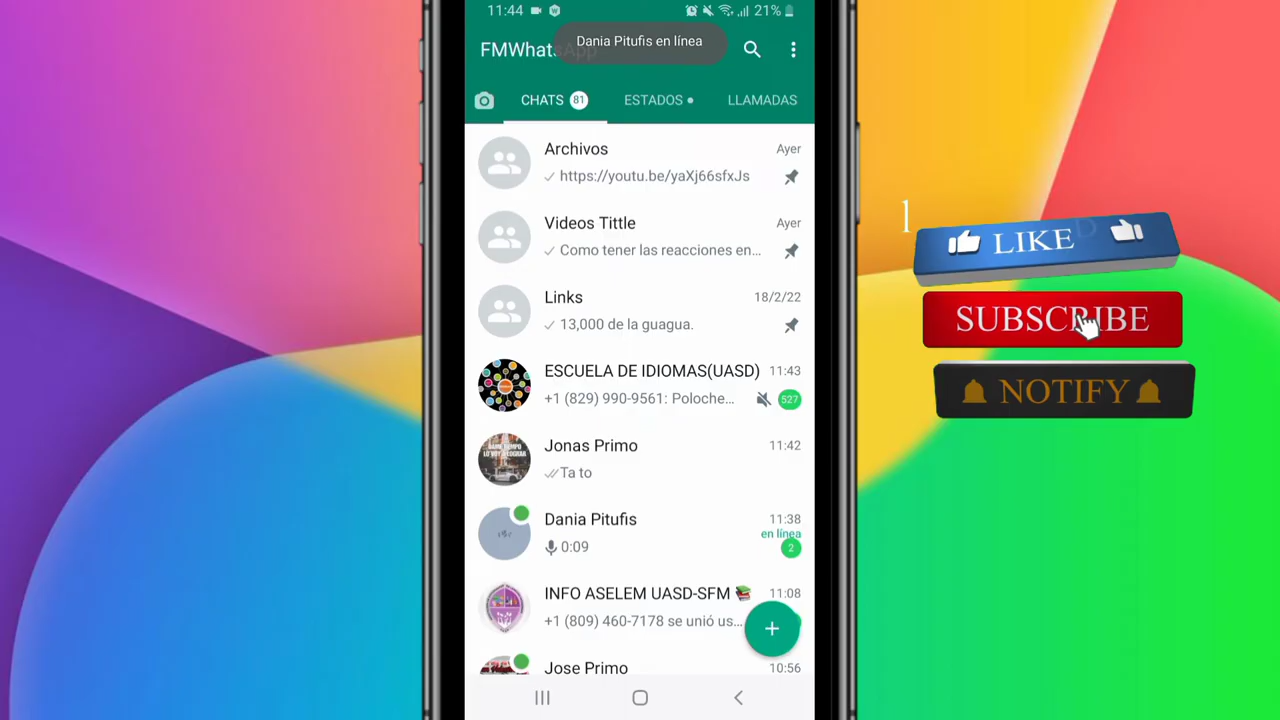 11:44
21%
Dania Pitufis en línea
FMWhatsApp
CHATS 81
ESTADOS
LLAMADAS
Archivos
Ayer
https://youtu.be/yaXj66sfxJs
Videos Tittle
Ayer
Como tener las reacciones en...
Links
18/2/22
13,000 de la guagua.
ESCUELA DE IDIOMAS(UASD)
11:43
+1 (829) 990-9561: Poloche...
527
Jonas Primo
11:42
Ta to
Dania Pitufis
11:38
en línea
0:09
2
INFO ASELEM UASD-SFM 📚
11:08
+1 (809) 460-7178 se unió us...
Jose Primo
10:56
LIKE
SUBSCRIBE
NOTIFY